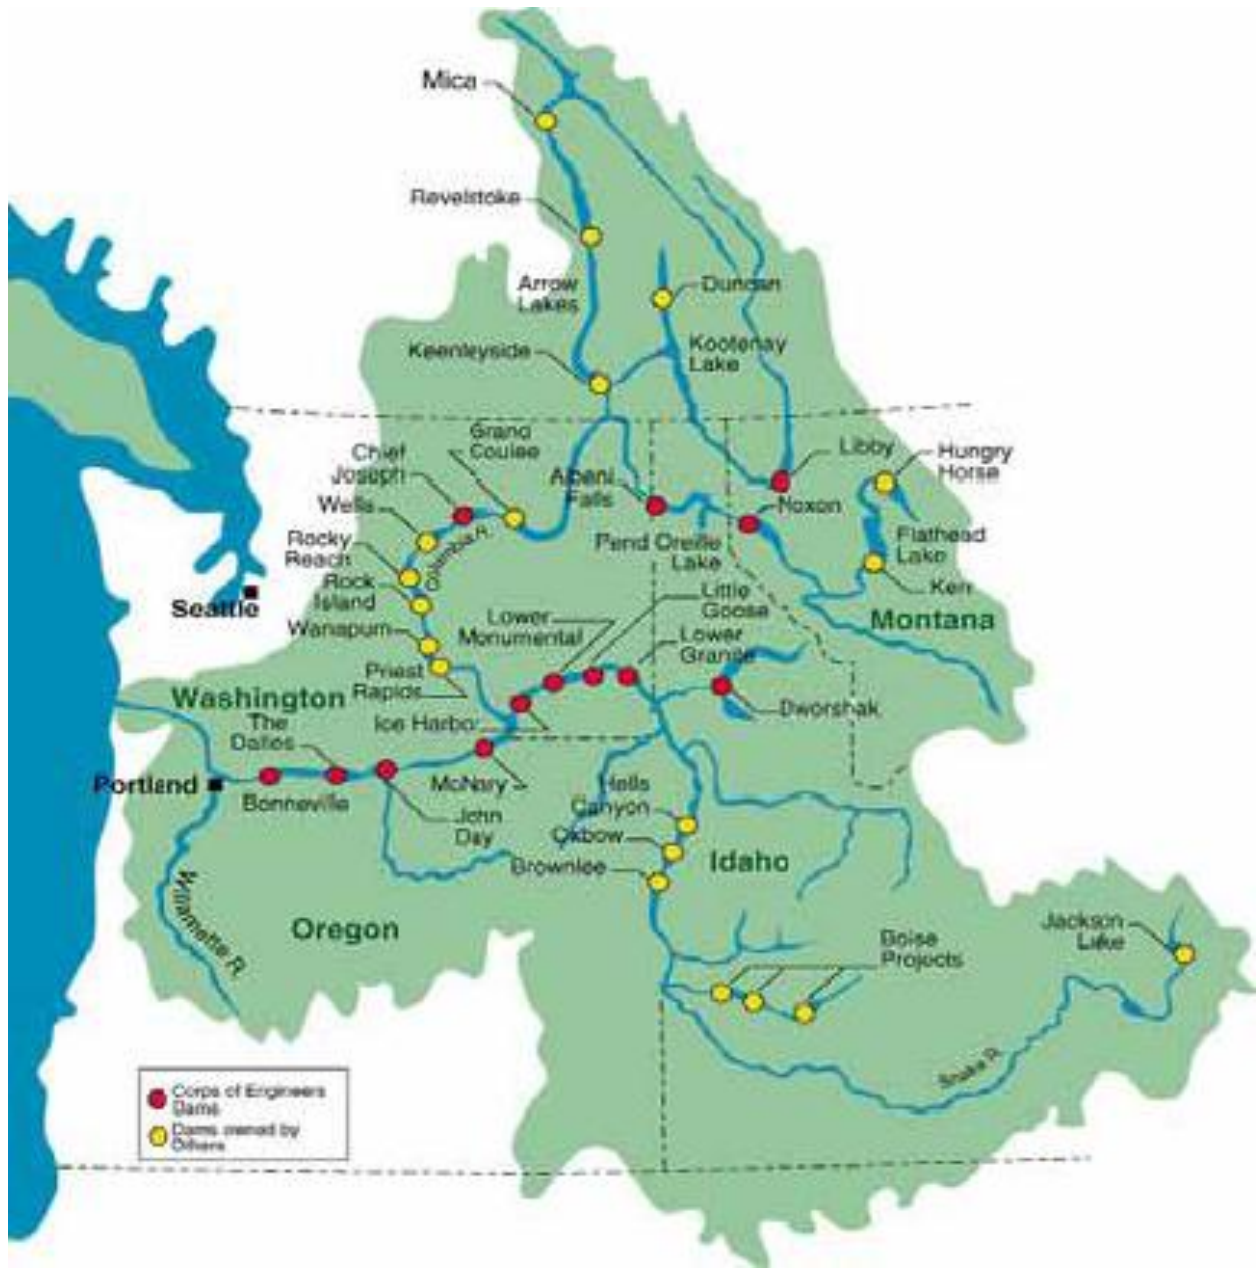 Mica
Revelstoke
Arrow
Lakes
Duncan
Keenleyside
Kootenay
Lake
Grand
Coulee
Chief
Joseph
Albeni
Falls
Libby
Hungry
Horse
Wells
Noxon
Rocky
Reach
Columbia R.
Pend Oreille
Lake
Flathead
Lake
Rock
Island
Kerr
Seattle
Little
Goose
Wanapum
Lower
Monumental
Lower
Granite
Montana
Priest
Rapids
Washington
Ice Harbor
Dworshak
The
Dalles
Portland
Bonneville
McNary
Hells
Canyon
John
Day
Oxbow
Brownlee
Idaho
Willamette R.
Oregon
Boise
Projects
Jackson
Lake
Snake R.
Corps of Engineers
Dams
Dams owned by
Others